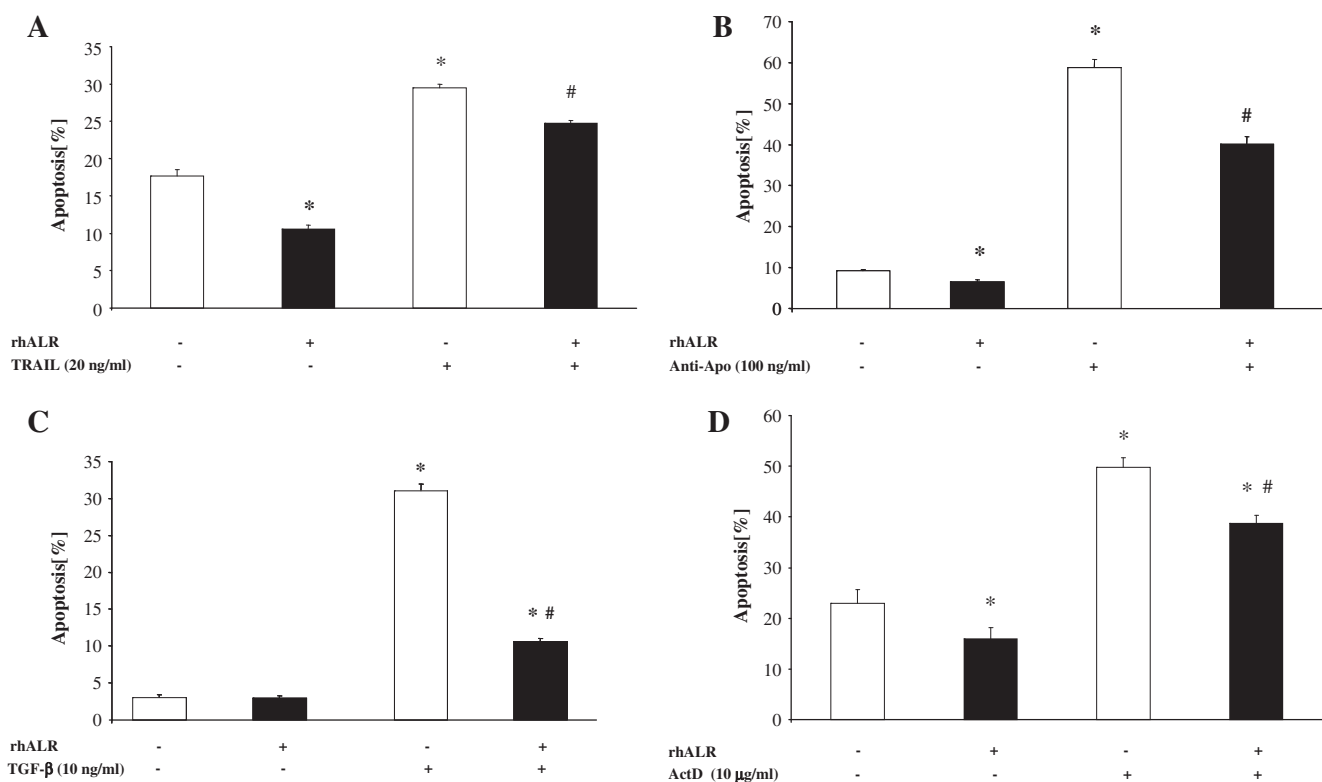 A
Apoptosis[%]
35
30
25
20
15
10
5
0
*
*
#
rhALR - + - +
TRAIL (20 ng/ml) - - + +
B
Apoptosis[%]
70
60
50
40
30
20
10
0
*
*
#
rhALR - + - +
Anti-Apo (100 ng/ml) - - + +
C
Apoptosis[%]
35
30
25
20
15
10
5
0
*
* #
rhALR - + - +
TGF-β (10 ng/ml) - - + +
D
Apoptosis[%]
60
50
40
30
20
10
0
*
*
* #
rhALR - + - +
ActD (10 μg/ml) - - + +